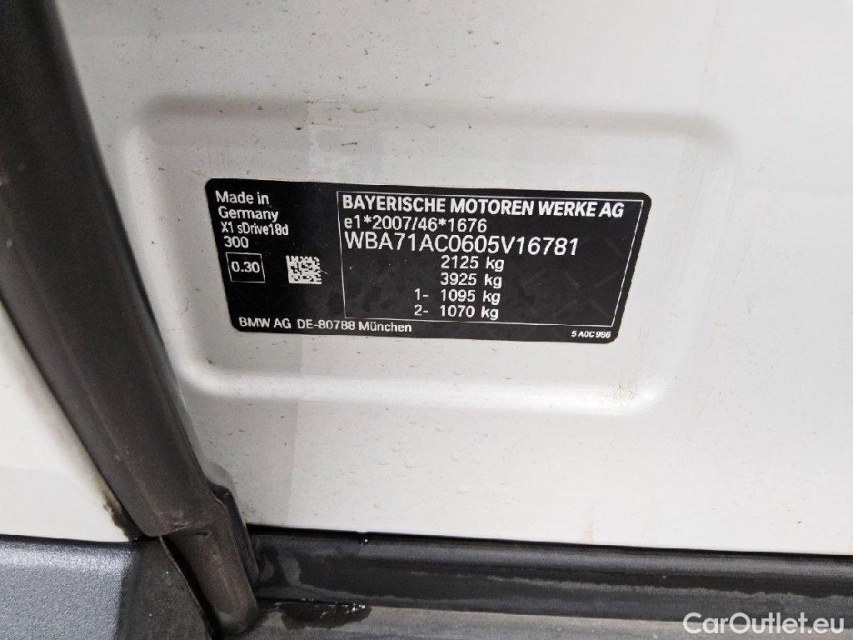 Made in
Germany
X1 sDrive18d
300
0.30
BAYERISCHE MOTOREN WERKE AG
e1*2007/46*1676
WBA71AC0605V16781
2125 kg
3925 kg
1- 1095 kg
2- 1070 kg
BMW AG DE-80788 München
5 A0C 966
CarOutlet.eu